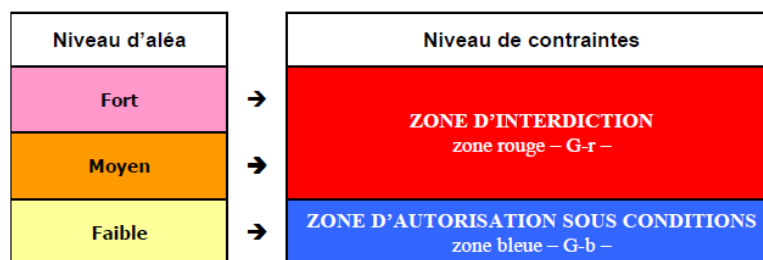 Niveau d'aléa
Niveau de contraintes
Fort
➔
ZONE D'INTERDICTION
zone rouge – G-r –
Moyen
➔
Faible
➔
ZONE D'AUTORISATION SOUS CONDITIONS
zone bleue – G-b –